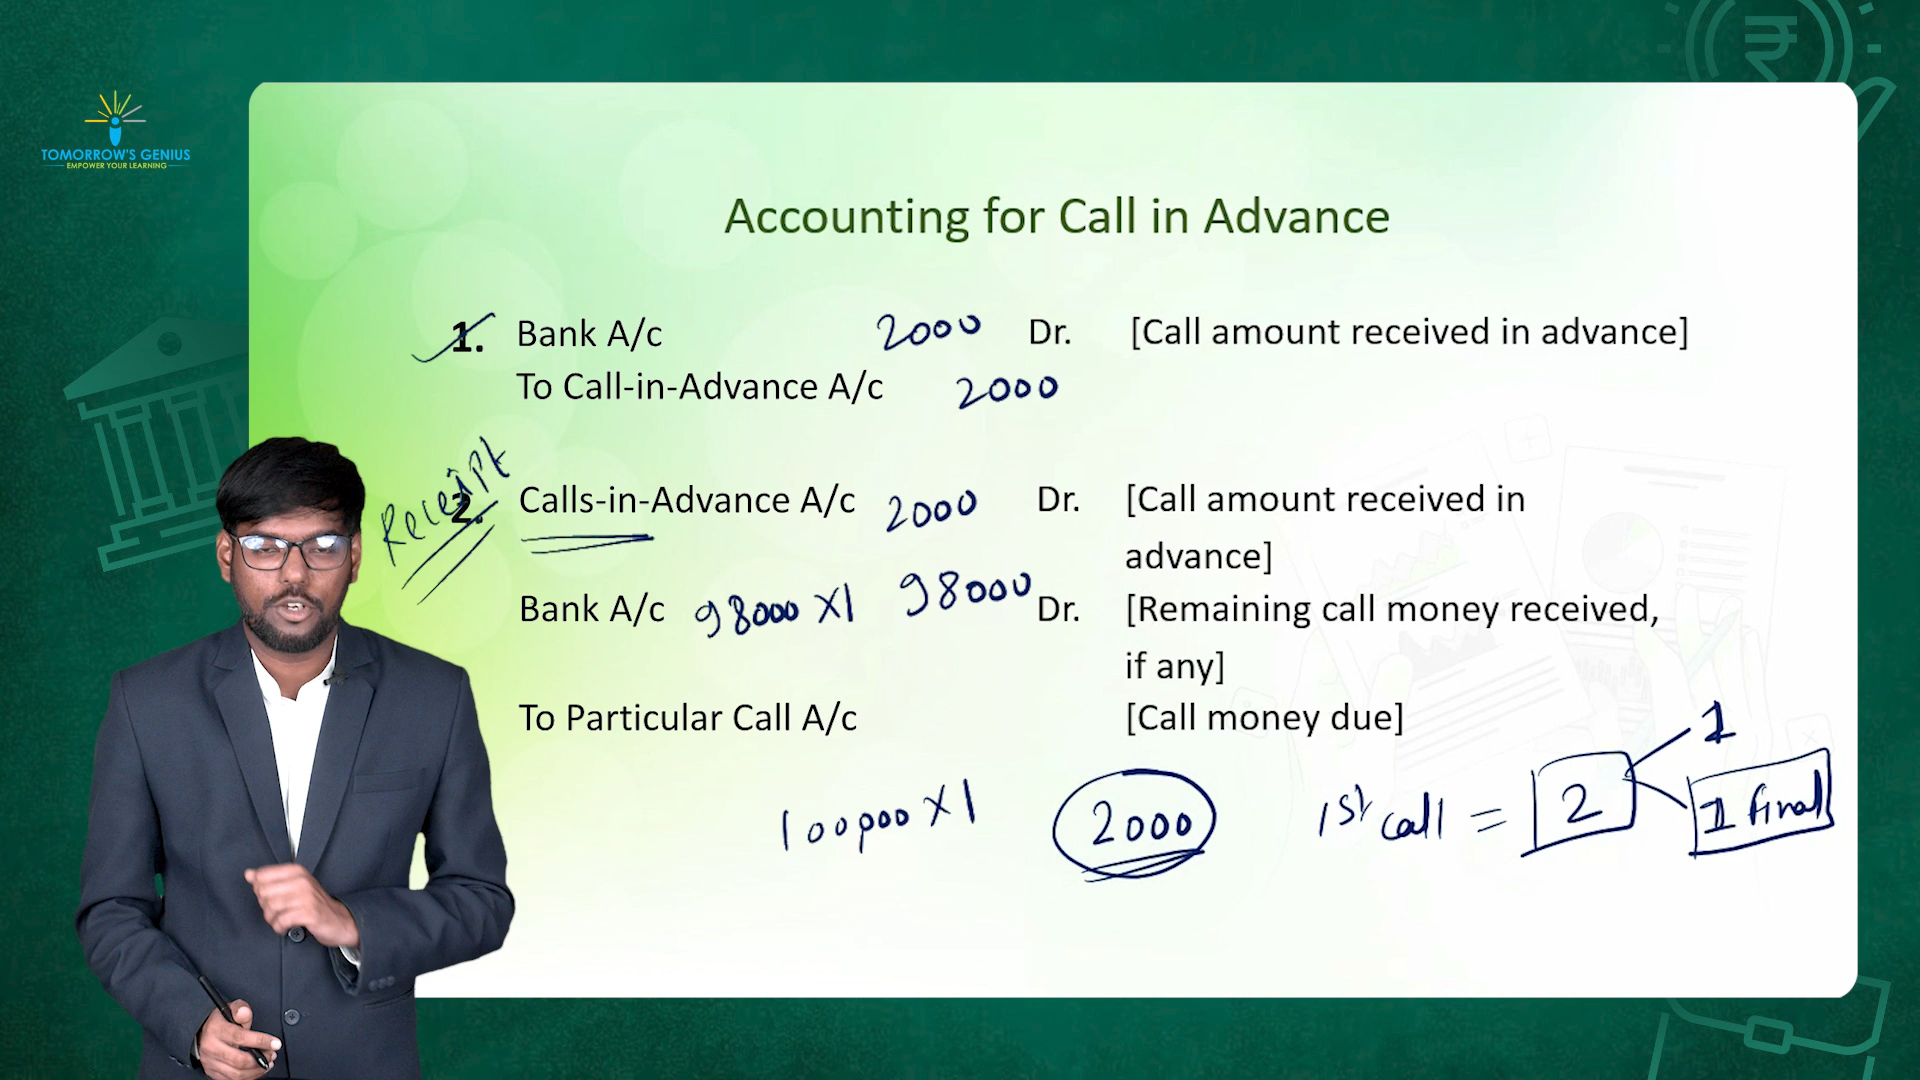 ₹
TOMORROW'S GENIUS
EMPOWER YOUR LEARNING
Accounting for Call in Advance
1. Bank A/c 2000 Dr. [Call amount received in advance]
To Call-in-Advance A/c 2000
Receipt
2. Calls-in-Advance A/c 2000 Dr. [Call amount received in
advance]
Bank A/c 98000 X1 98000 Dr. [Remaining call money received,
if any]
To Particular Call A/c [Call money due]
100000 X 1 2000 1st call = 2 1
1 final